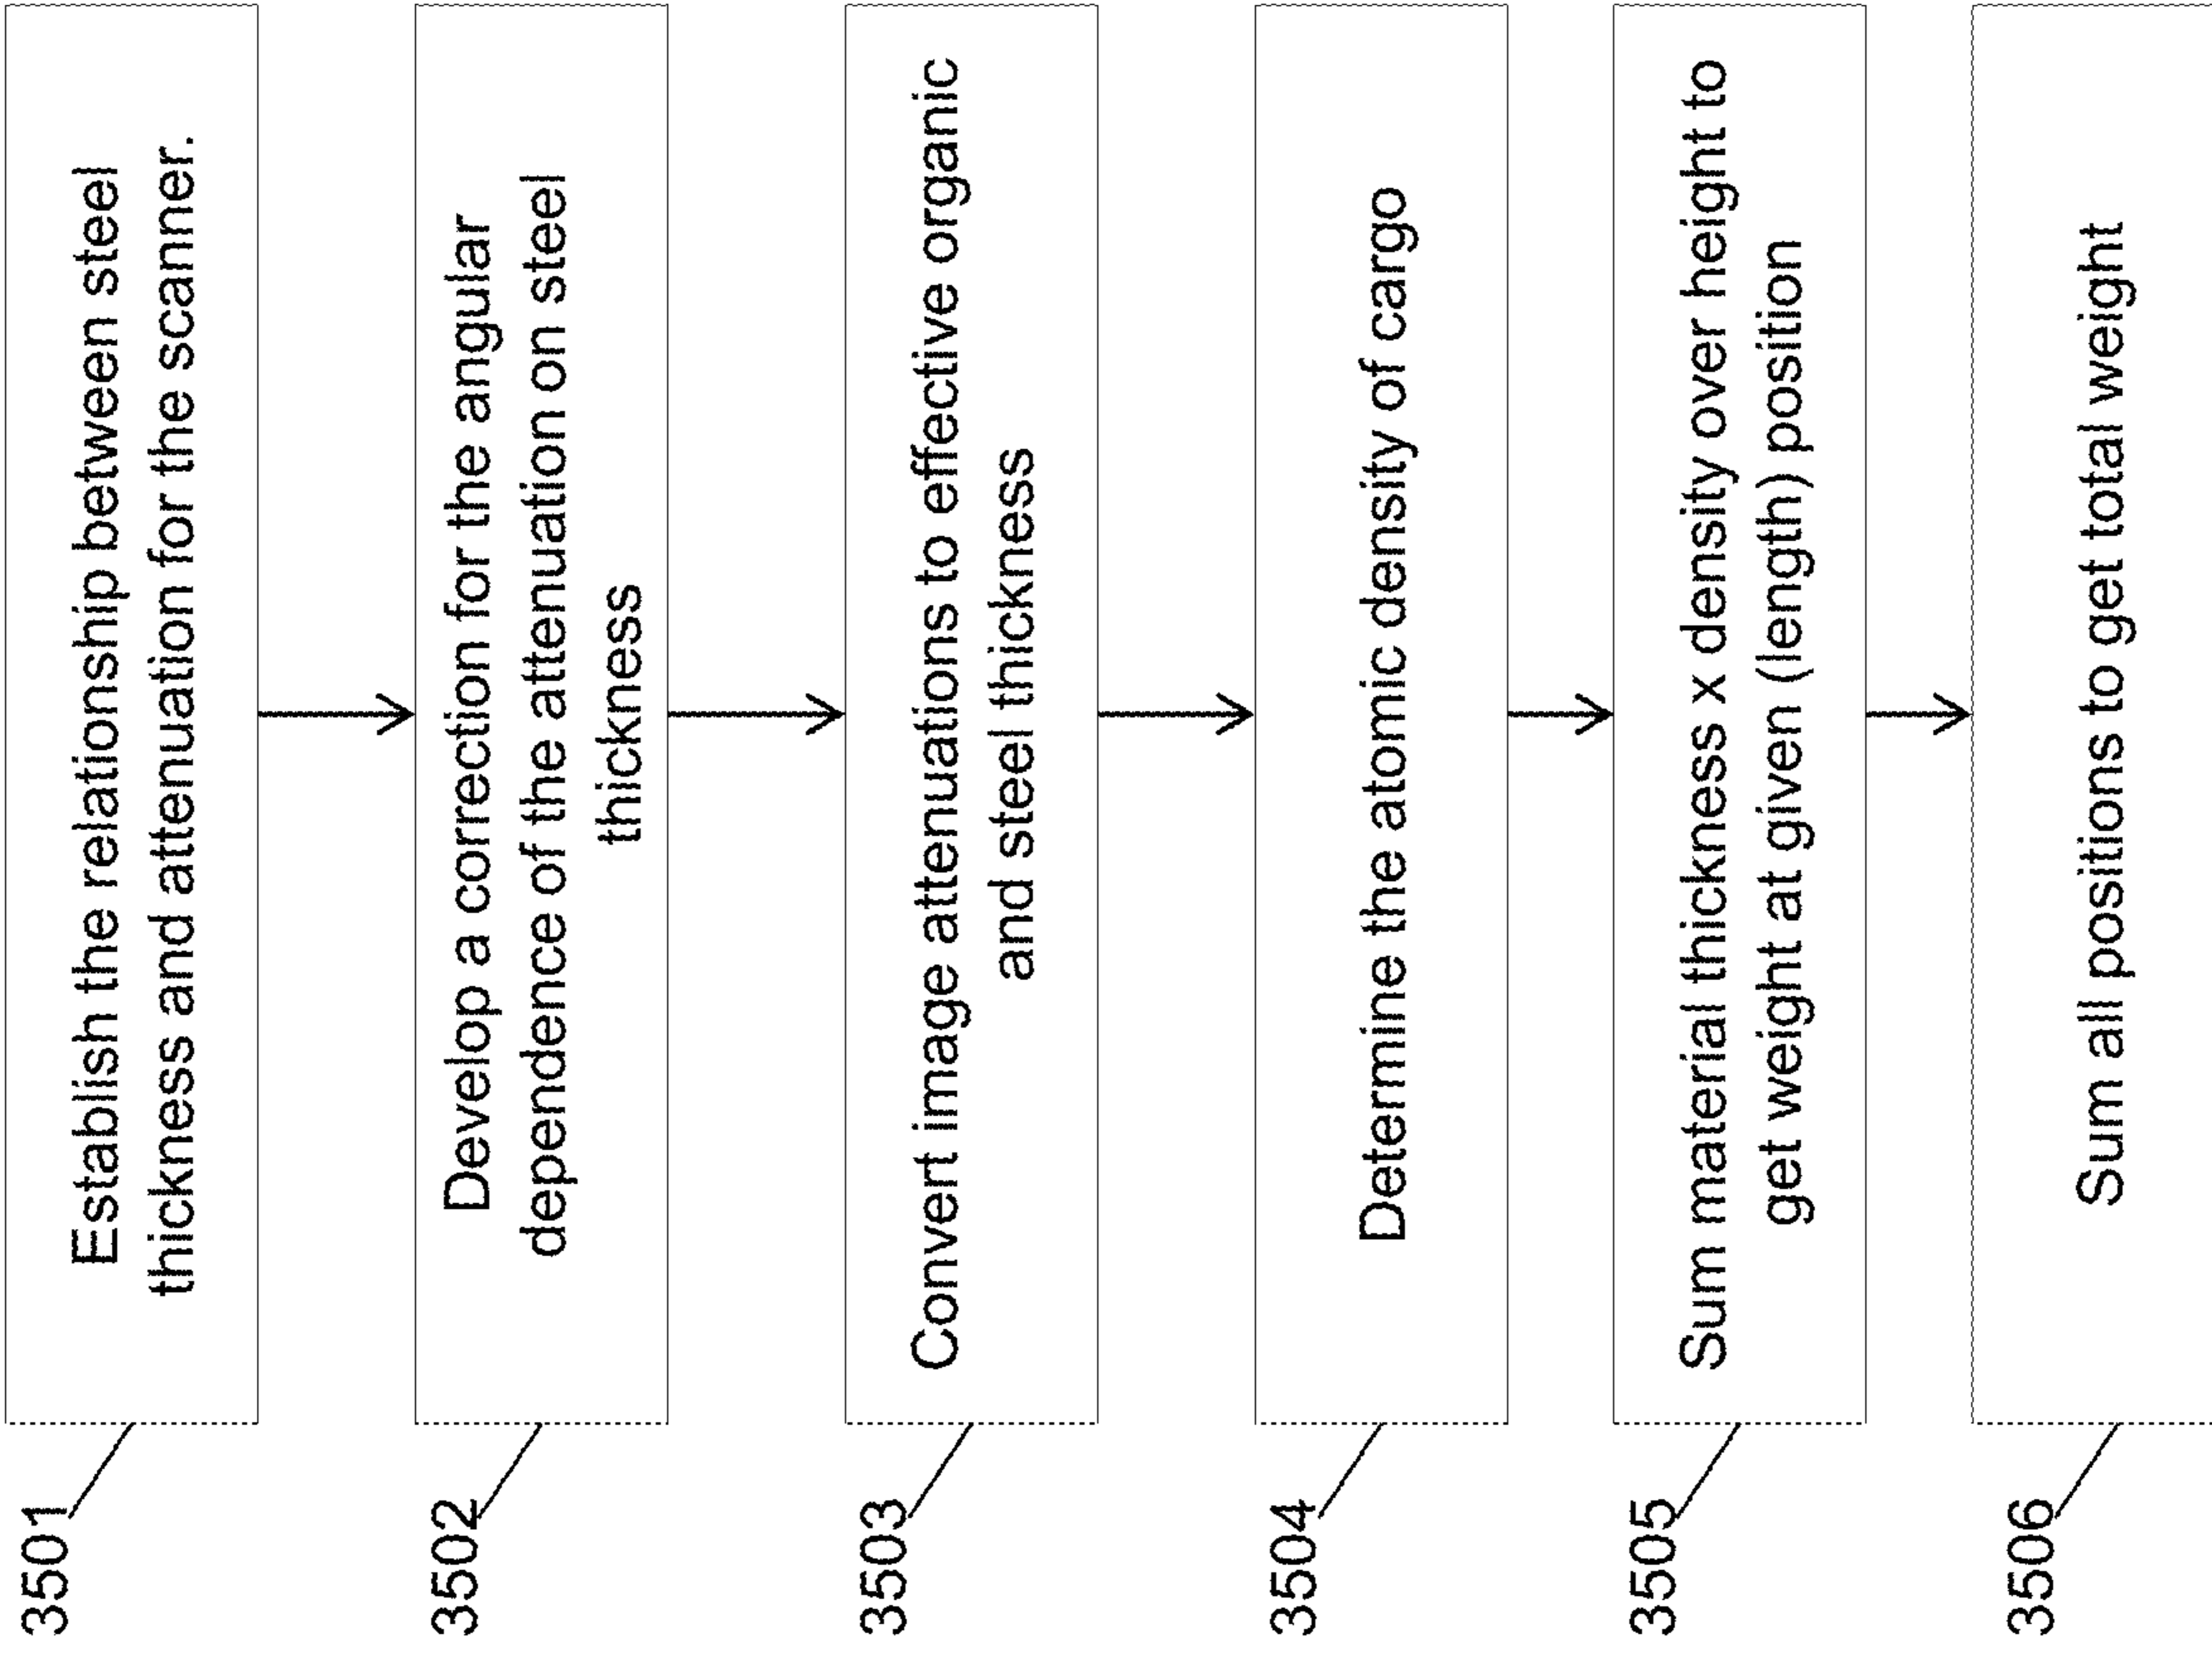 3501
Establish the relationship between steel
thickness and attenuation for the scanner.
3502
Develop a correction for the angular
dependence of the attenuation on steel
thickness
3503
Convert image attenuations to effective organic
and steel thickness
3504
Determine the atomic density of cargo
3505
Sum material thickness x density over height to
get weight at given (length) position
3506
Sum all positions to get total weight